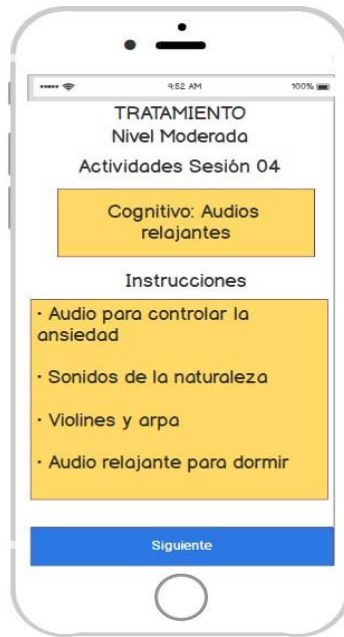 9:52 AM 100%
TRATAMIENTO
Nivel Moderada
Actividades Sesión 04
Cognitivo: Audios
relajantes
Instrucciones
• Audio para controlar la
ansiedad
• Sonidos de la naturaleza
• Violines y arpa
• Audio relajante para dormir
Siguiente